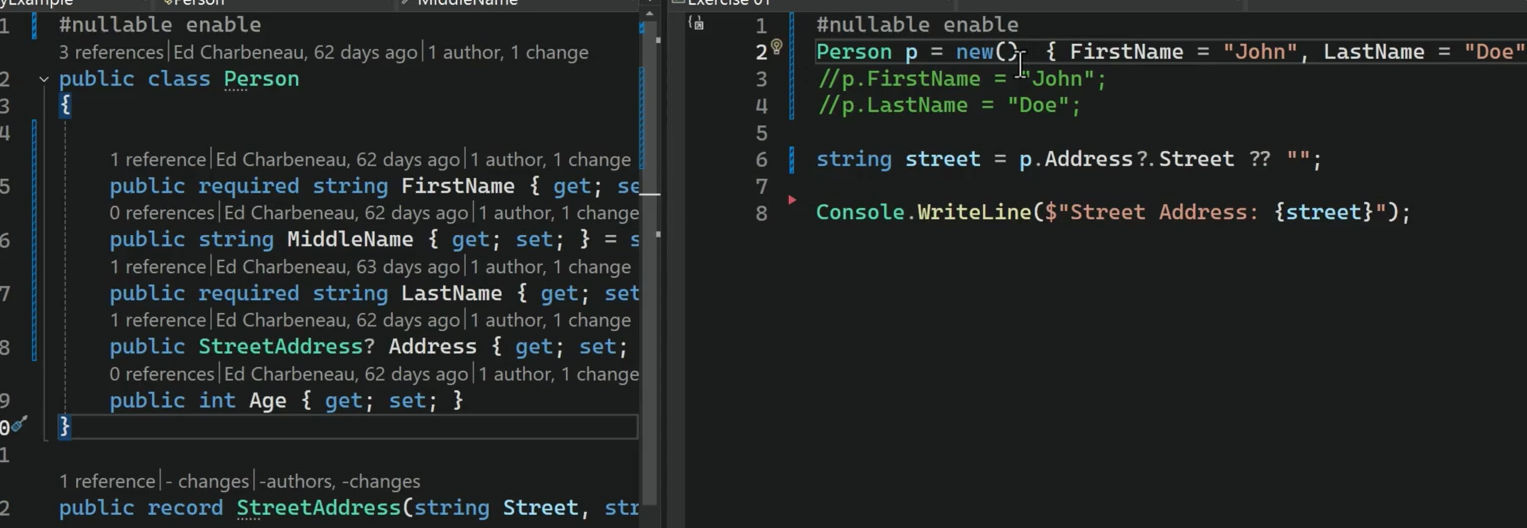 MiddleName
1 #nullable enable
3 references|Ed Charbeneau, 62 days ago|1 author, 1 change
2 public class Person
3 {
4
1 reference|Ed Charbeneau, 62 days ago|1 author, 1 change
5 public required string FirstName { get; se
0 references|Ed Charbeneau, 62 days ago|1 author, 1 change
6 public string MiddleName { get; set; } = s
1 reference|Ed Charbeneau, 63 days ago|1 author, 1 change
7 public required string LastName { get; set
1 reference|Ed Charbeneau, 62 days ago|1 author, 1 change
8 public StreetAddress? Address { get; set;
0 references|Ed Charbeneau, 62 days ago|1 author, 1 change
9 public int Age { get; set; }
0 }
1
1 reference|- changes|-authors, -changes
2 public record StreetAddress(string Street, str
1 #nullable enable
2 Person p = new() { FirstName = "John", LastName = "Doe"
3 //p.FirstName = "John";
4 //p.LastName = "Doe";
5
6 string street = p.Address?.Street ?? "";
7
8 Console.WriteLine($"Street Address: {street}");